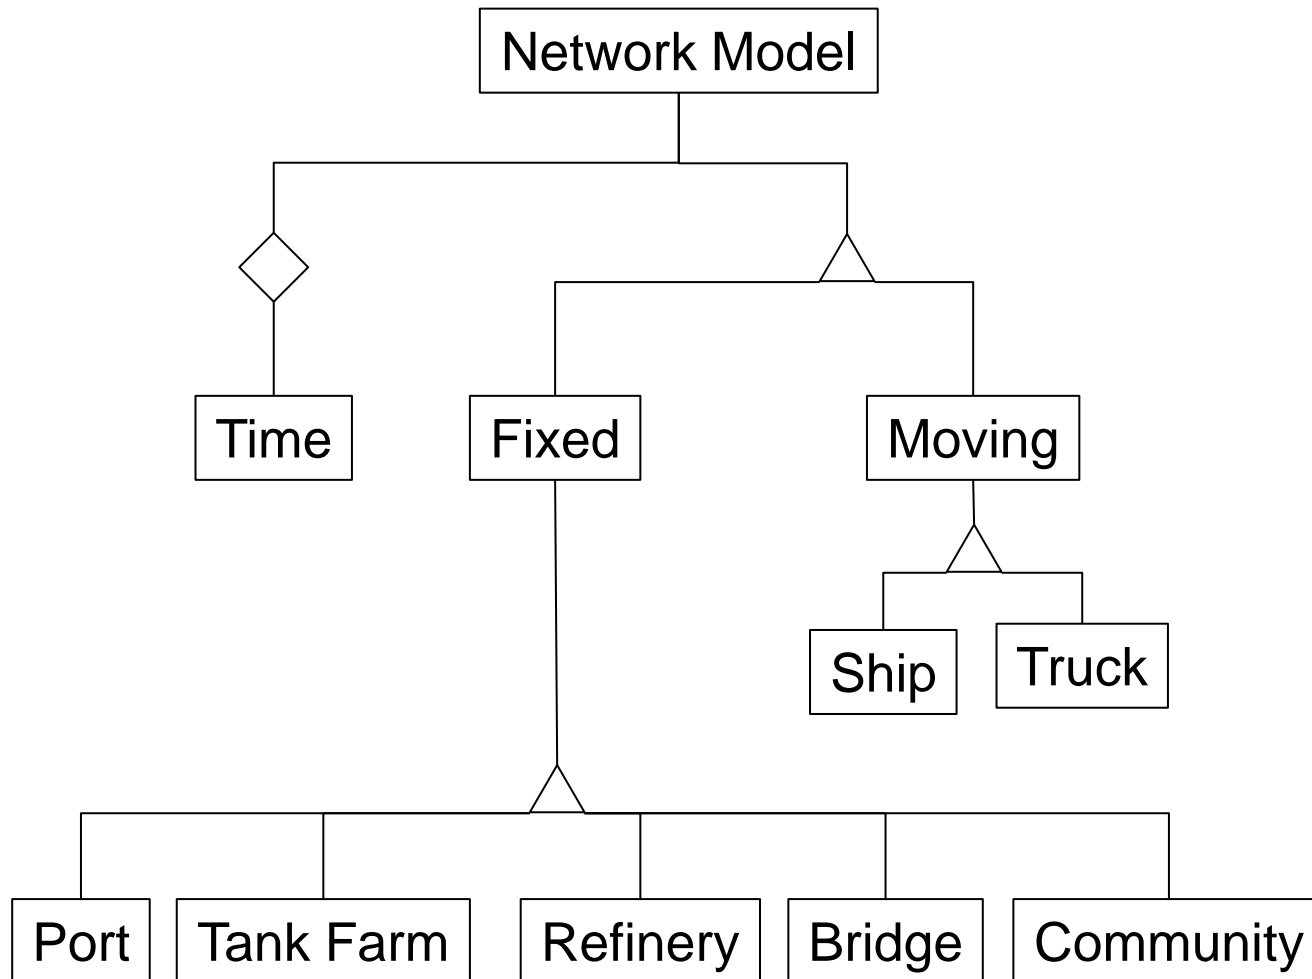 Network Model
Time
Fixed
Moving
Ship
Truck
Port
Tank Farm
Refinery
Bridge
Community